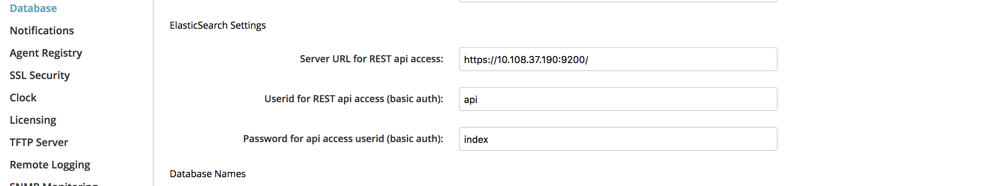 Database
Notifications
Agent Registry
SSL Security
Clock
Licensing
TFTP Server
Remote Logging
SNMP Monitoring
ElasticSearch Settings
Server URL for REST api access: https://10.108.37.190:9200/
Userid for REST api access (basic auth): api
Password for api access userid (basic auth): index
Database Names